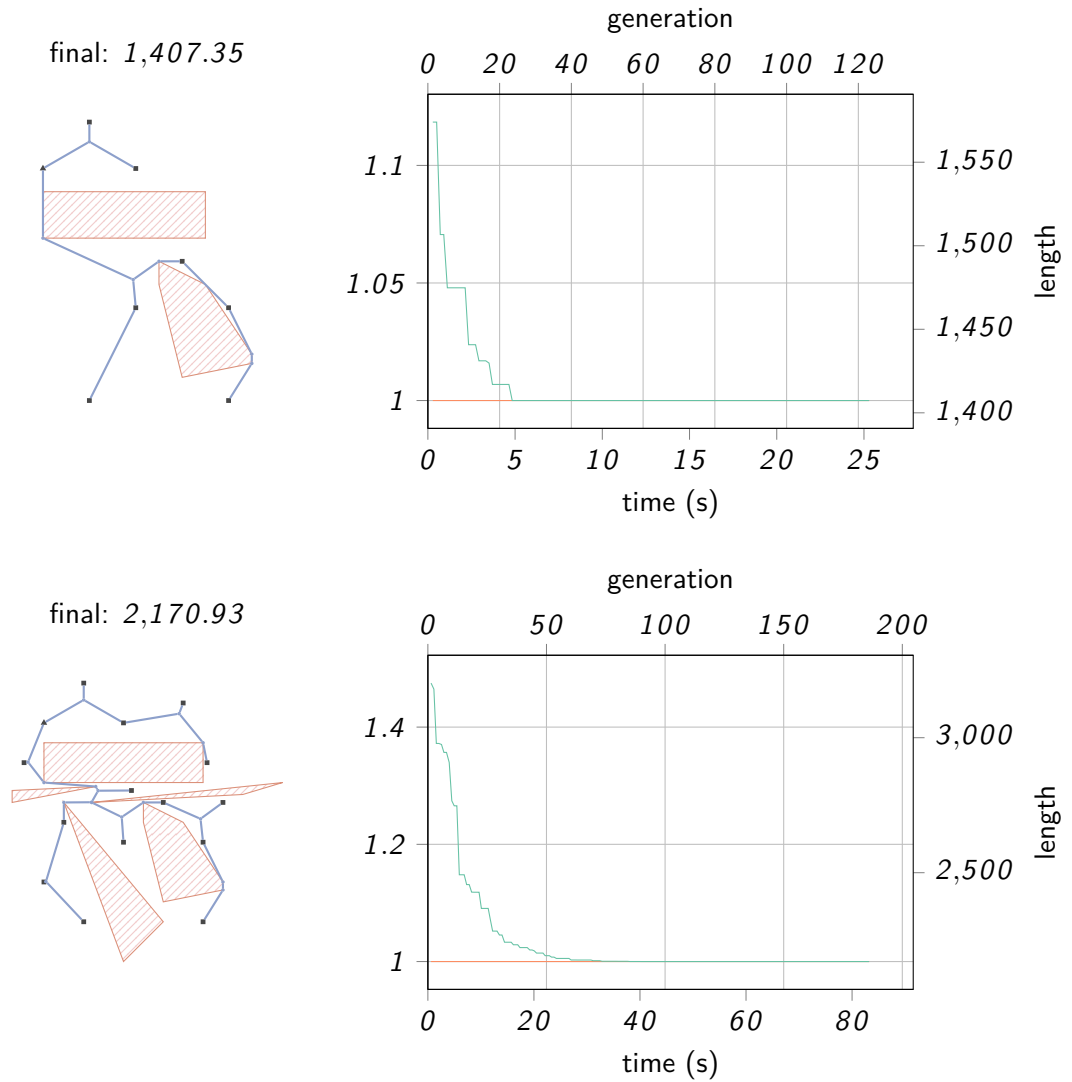 generation
final: 1,407.35
0 20 40 60 80 100 120
1.1
1.05
1
1,550
1,500
1,450
1,400
length
0 5 10 15 20 25
time (s)
generation
final: 2,170.93
0 50 100 150 200
1.4
1.2
1
3,000
2,500
length
0 20 40 60 80
time (s)